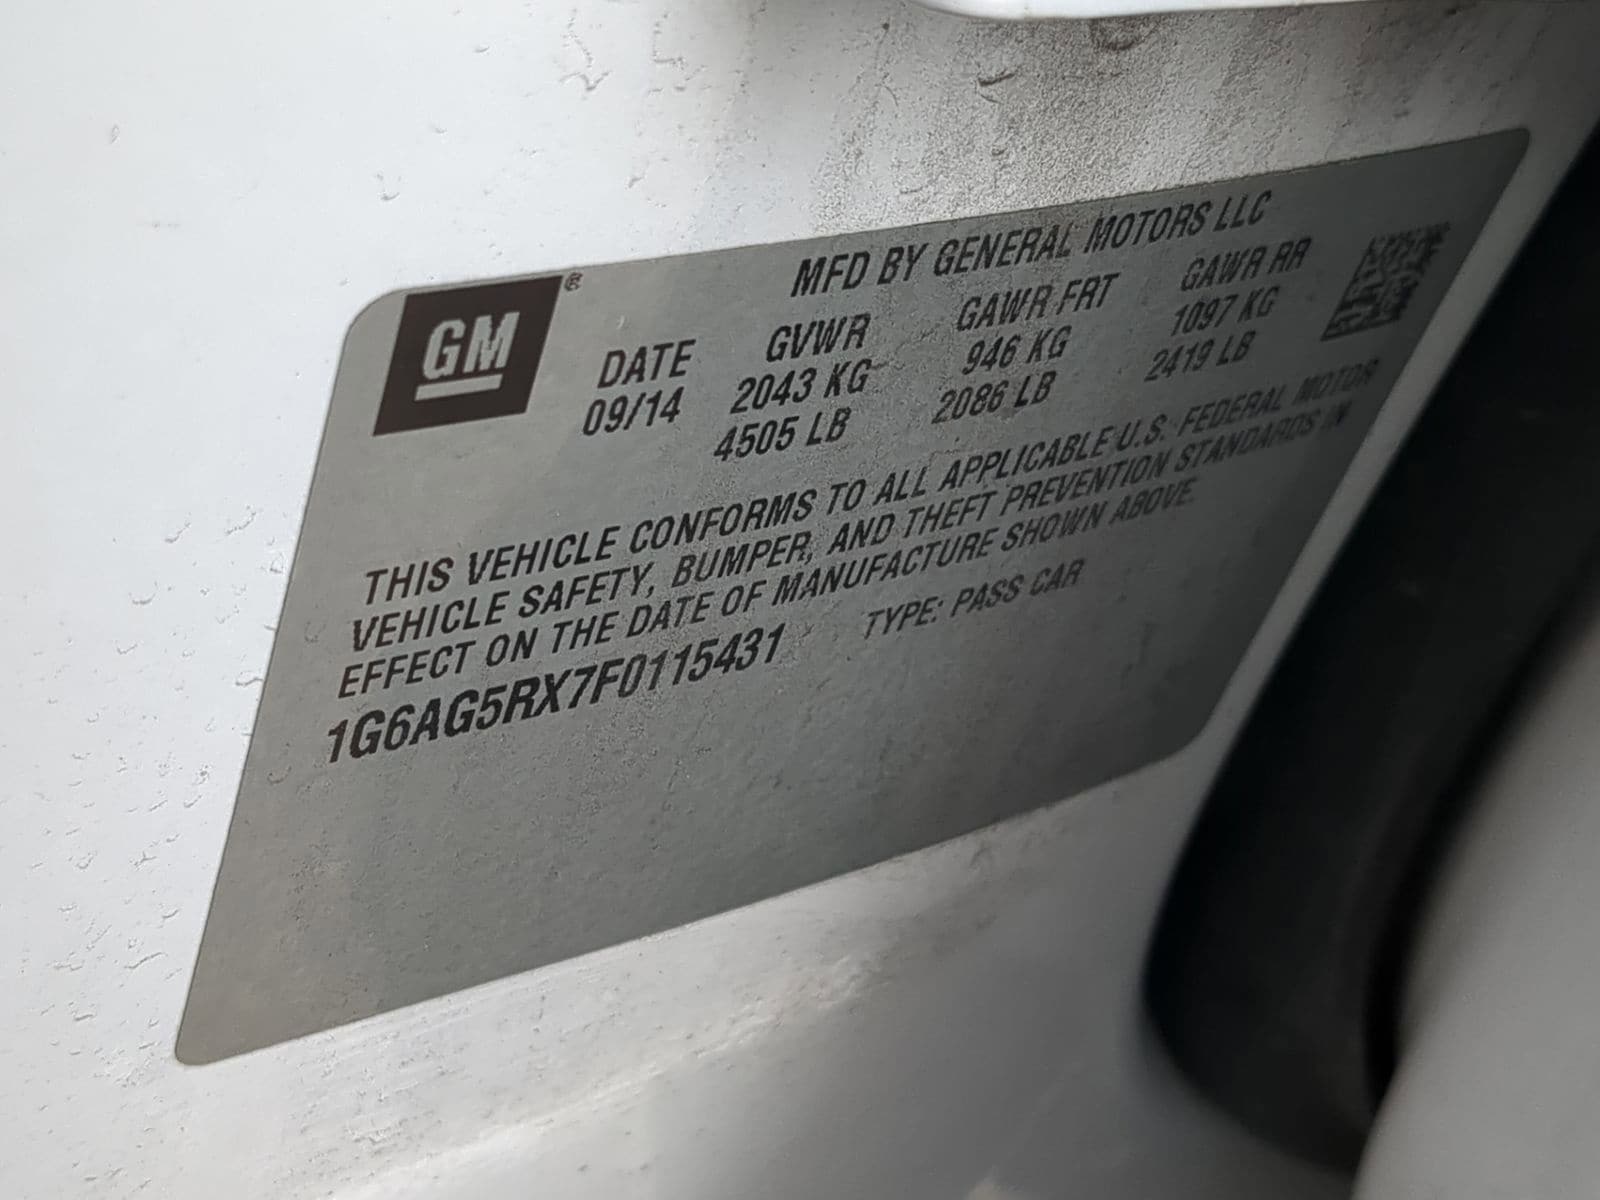 GM®
MFD BY GENERAL MOTORS LLC
DATE GVWR GAWR FRT GAWR RR
09/14 2043 KG 946 KG 1097 KG
4505 LB 2086 LB 2419 LB
THIS VEHICLE CONFORMS TO ALL APPLICABLE U.S. FEDERAL MOTOR
VEHICLE SAFETY, BUMPER, AND THEFT PREVENTION STANDARDS IN
EFFECT ON THE DATE OF MANUFACTURE SHOWN ABOVE.
1G6AG5RX7F0115431 TYPE: PASS CAR